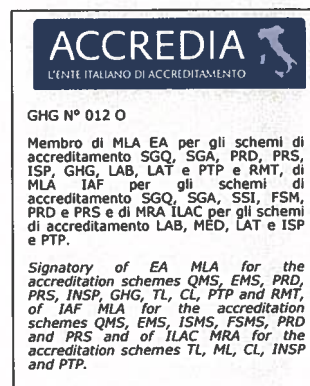 ACCREDIA
L'ENTE ITALIANO DI ACCREDITAMENTO
GHG N° 012 O
Membro di MLA EA per gli schemi di
accreditamento SGQ, SGA, PRD, PRS,
ISP, GHG, LAB, LAT e PTP e RMT, di
MLA IAF per gli schemi di
accreditamento SGQ, SGA, SSI, FSM,
PRD e PRS e di MRA ILAC per gli schemi
di accreditamento LAB, MED, LAT e ISP
e PTP.
Signatory of EA MLA for the
accreditation schemes QMS, EMS, PRD,
PRS, INSP, GHG, TL, CL, PTP and RMT,
of IAF MLA for the accreditation
schemes QMS, EMS, ISMS, FSMS, PRD
and PRS and of ILAC MRA for the
accreditation schemes TL, ML, CL, INSP
and PTP.